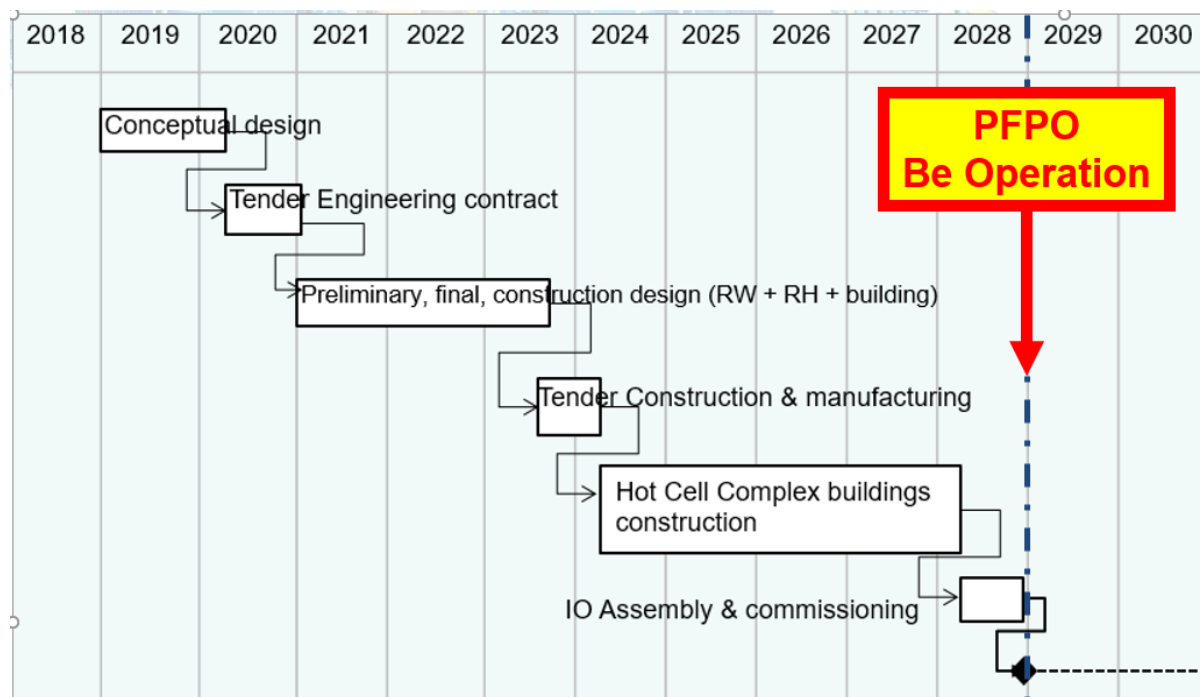 2018 2019 2020 2021 2022 2023 2024 2025 2026 2027 2028 2029 2030
PFPO
Be Operation
Conceptual design
Tender Engineering contract
Preliminary, final, construction design (RW + RH + building)
Tender Construction & manufacturing
Hot Cell Complex buildings
construction
IO Assembly & commissioning